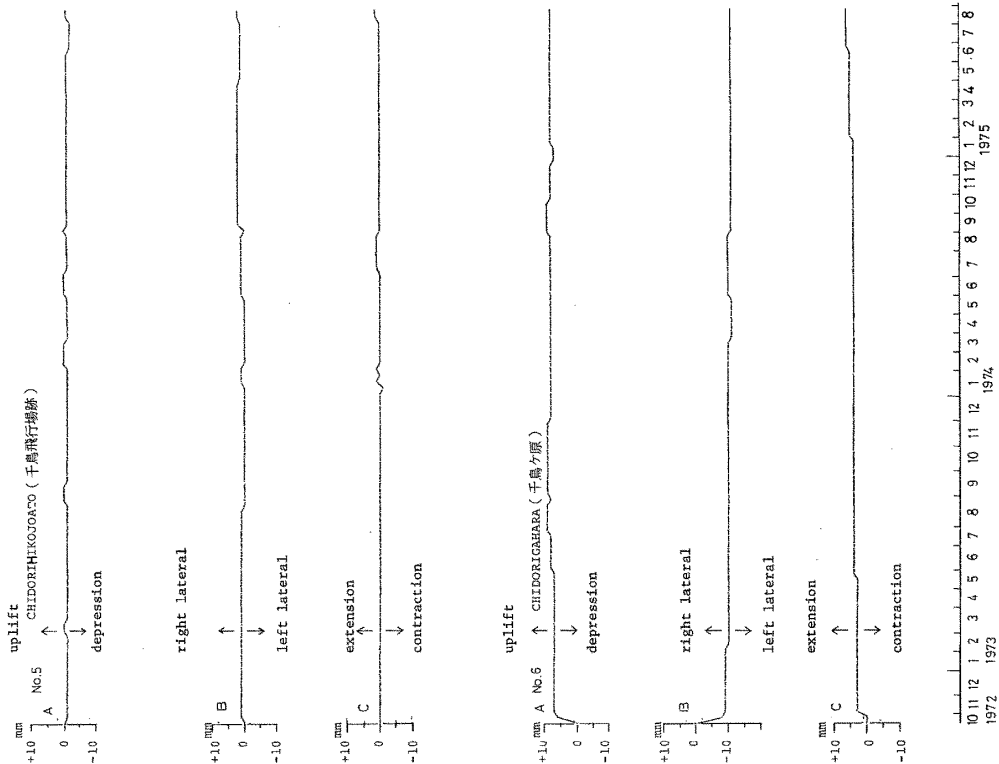 uplift
No.5 CHIDORIHIKOJOATO ( 千鳥飛行場跡 )
mm
+10
A
0
-10
depression
right lateral
mm
+10
B
0
-10
left lateral
extension
mm
+10
C
0
-10
contraction
uplift
A No.6 CHIDORIGAHARA ( 千鳥ケ原 )
mm
+10
0
-10
depression
right lateral
mm
+10
B
0
-10
left lateral
extension
mm
+10
C
0
-10
contraction
10 11 12 1 2 3 4 5 6 7 8 9 10 11 12 1 2 3 4 5 6 7 8 9 10 11 12 1 2 3 4 5 .6 7 8
1972 1973 1974 1975